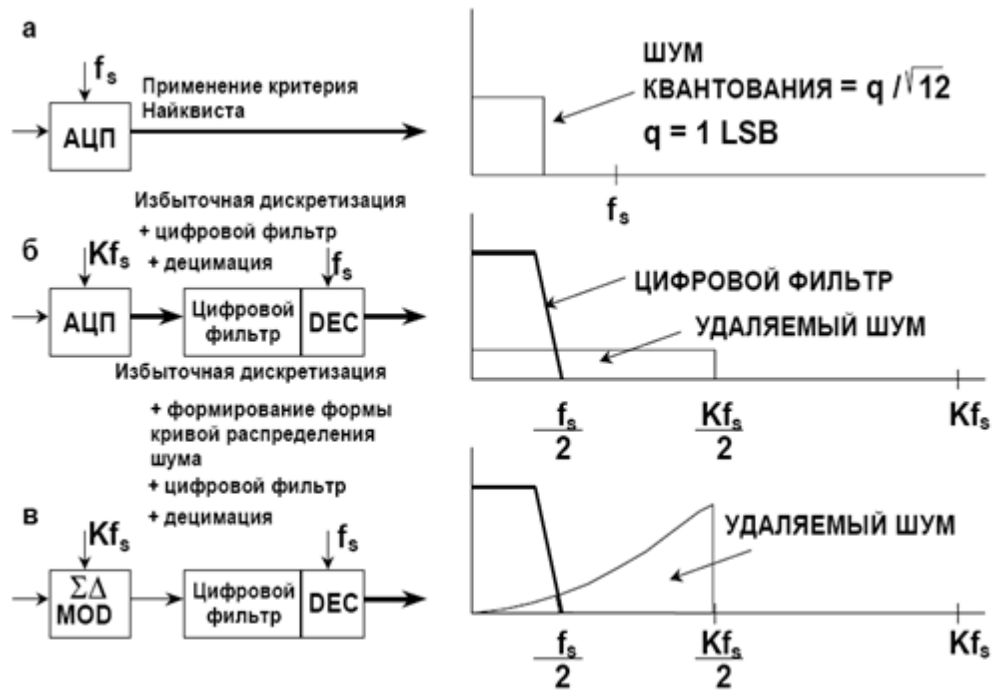 а
f s
Применение критерия
Найквиста
АЦП
ШУМ
КВАНТОВАНИЯ = q /√12
q = 1 LSB
f s
Избыточная дискретизация
+ цифровой фильтр
+ децимация
б
Kf s
f s
АЦП
Цифровой
фильтр
DEC
ЦИФРОВОЙ ФИЛЬТР
УДАЛЯЕМЫЙ ШУМ
f s
2
Kf s
2
Kf s
Избыточная дискретизация
+ формирование формы
кривой распределения
шума
+ цифровой фильтр
+ децимация
в
Kf s
f s
ΣΔ
MOD
Цифровой
фильтр
DEC
УДАЛЯЕМЫЙ ШУМ
f s
2
Kf s
2
Kf s